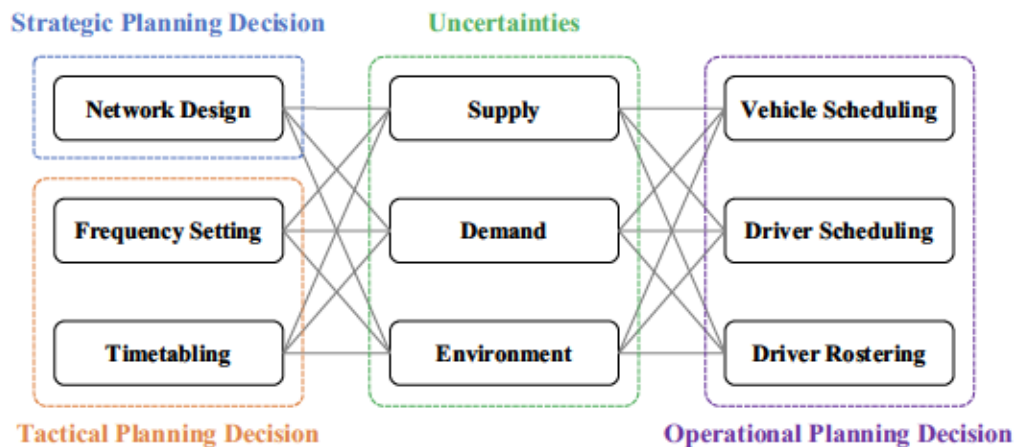 Strategic Planning Decision
Uncertainties
Network Design
Supply
Vehicle Scheduling
Frequency Setting
Demand
Driver Scheduling
Timetabling
Environment
Driver Rostering
Tactical Planning Decision
Operational Planning Decision